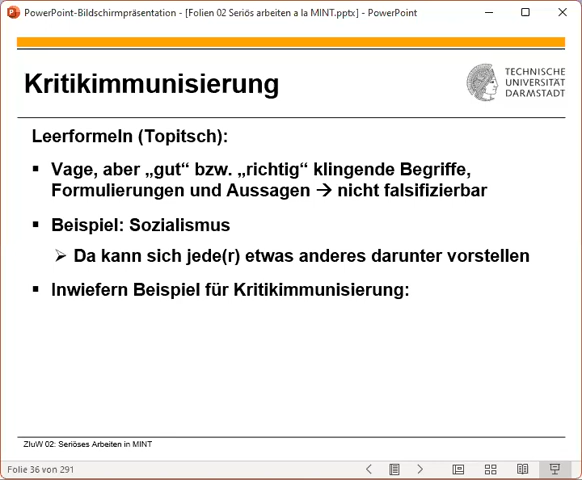 PowerPoint-Bildschirmpräsentation - [Folien 02 Seriös arbeiten a la MINT.pptx] - PowerPoint
Kritikimmunisierung
TECHNISCHE
UNIVERSITÄT
DARMSTADT
Leerformeln (Topitsch):
▪ Vage, aber „gut“ bzw. „richtig“ klingende Begriffe,
Formulierungen und Aussagen → nicht falsifizierbar
▪ Beispiel: Sozialismus
➢ Da kann sich jede(r) etwas anderes darunter vorstellen
▪ Inwiefern Beispiel für Kritikimmunisierung:
ZIuW 02: Seriöses Arbeiten in MINT
Folie 36 von 291